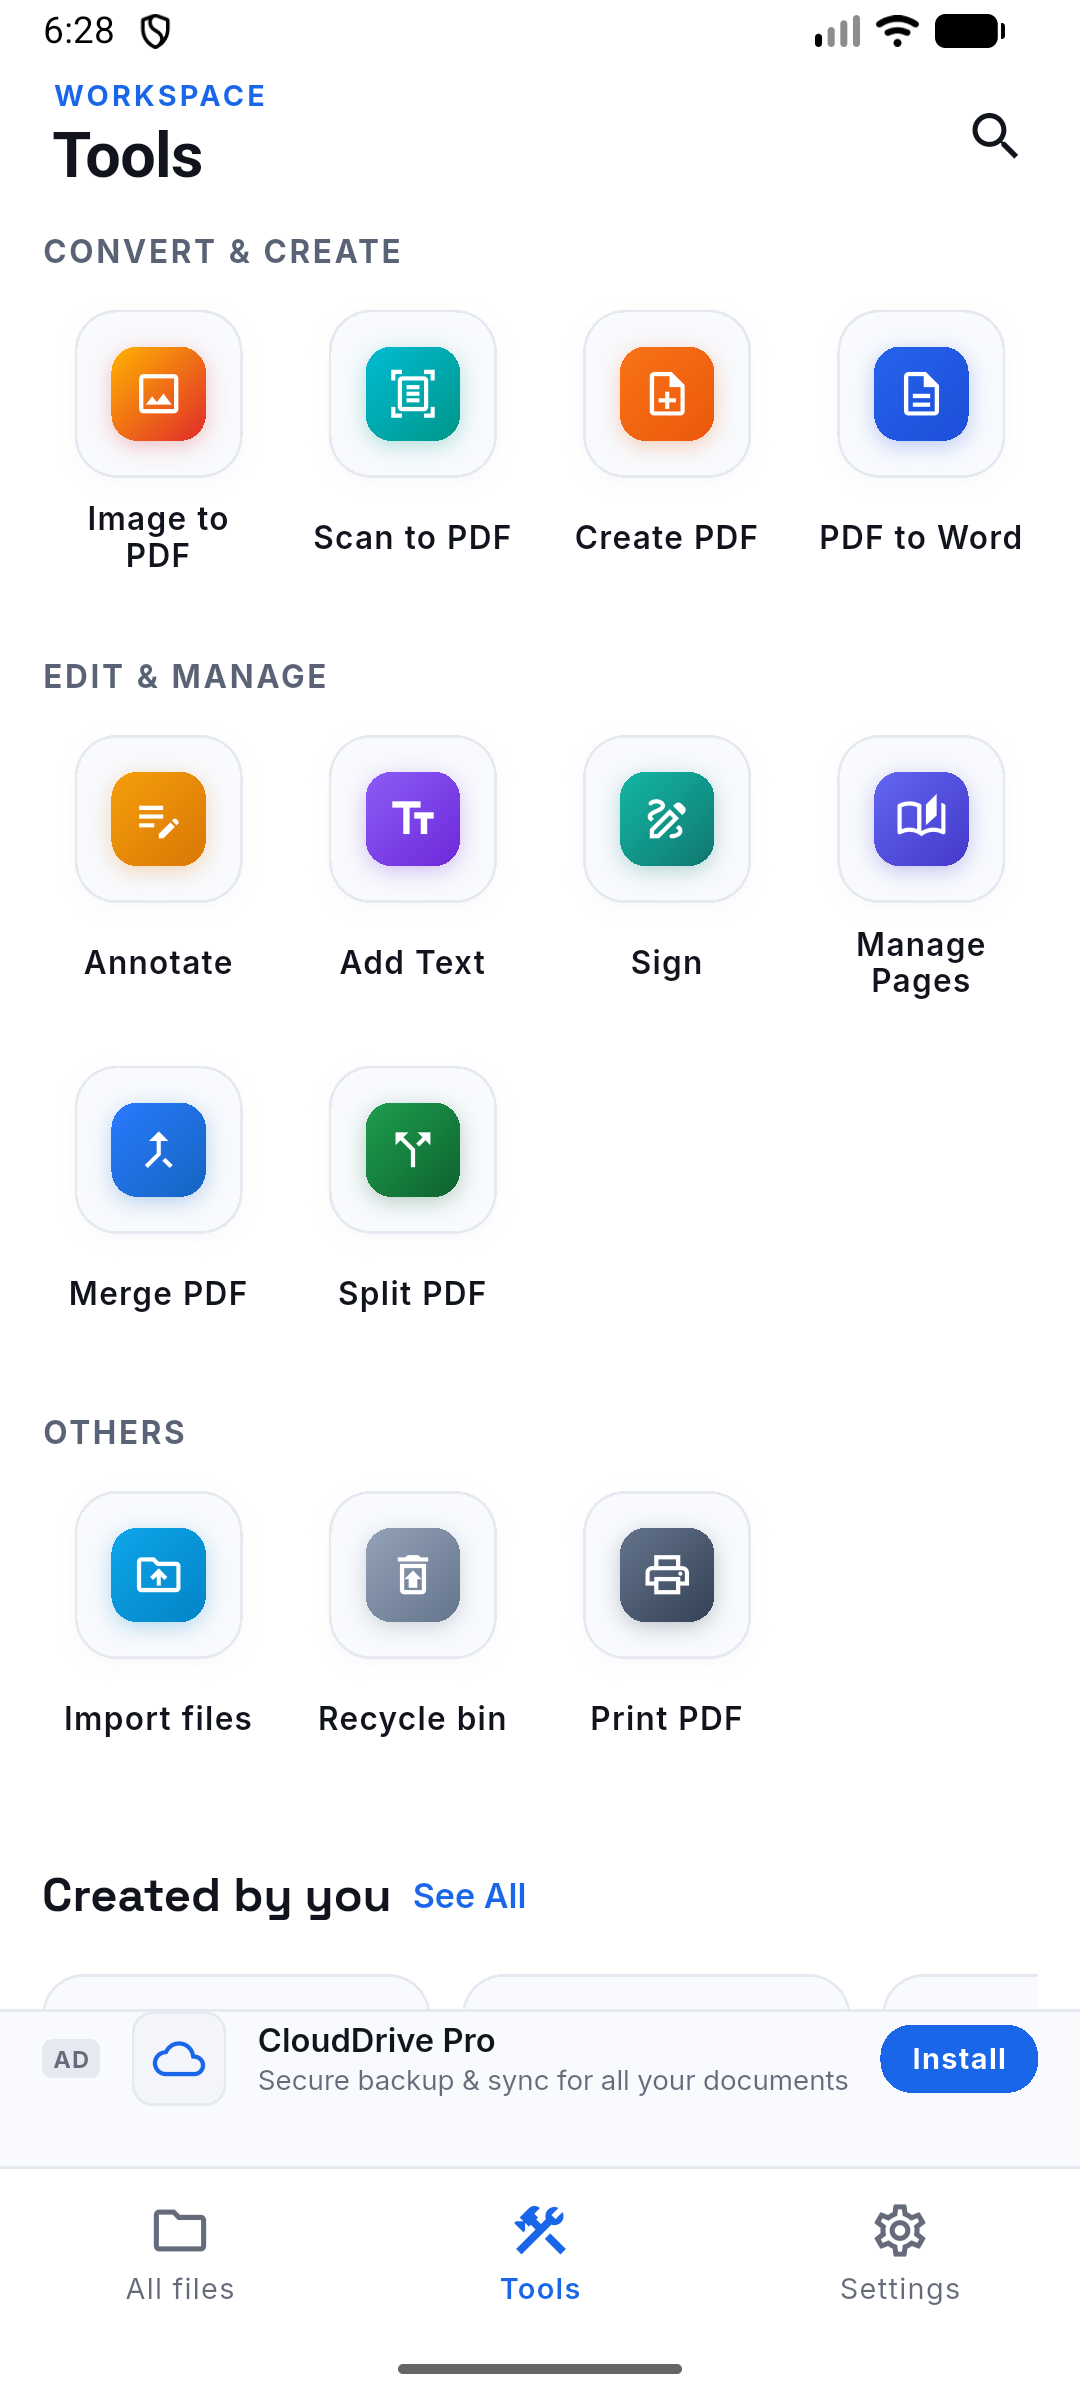 6:28
WORKSPACE
Tools
CONVERT & CREATE
Image to
PDF
Scan to PDF
Create PDF
PDF to Word
EDIT & MANAGE
Annotate
Add Text
Sign
Manage
Pages
Merge PDF
Split PDF
OTHERS
Import files
Recycle bin
Print PDF
Created by you See All
AD
CloudDrive Pro
Secure backup & sync for all your documents
Install
All files
Tools
Settings